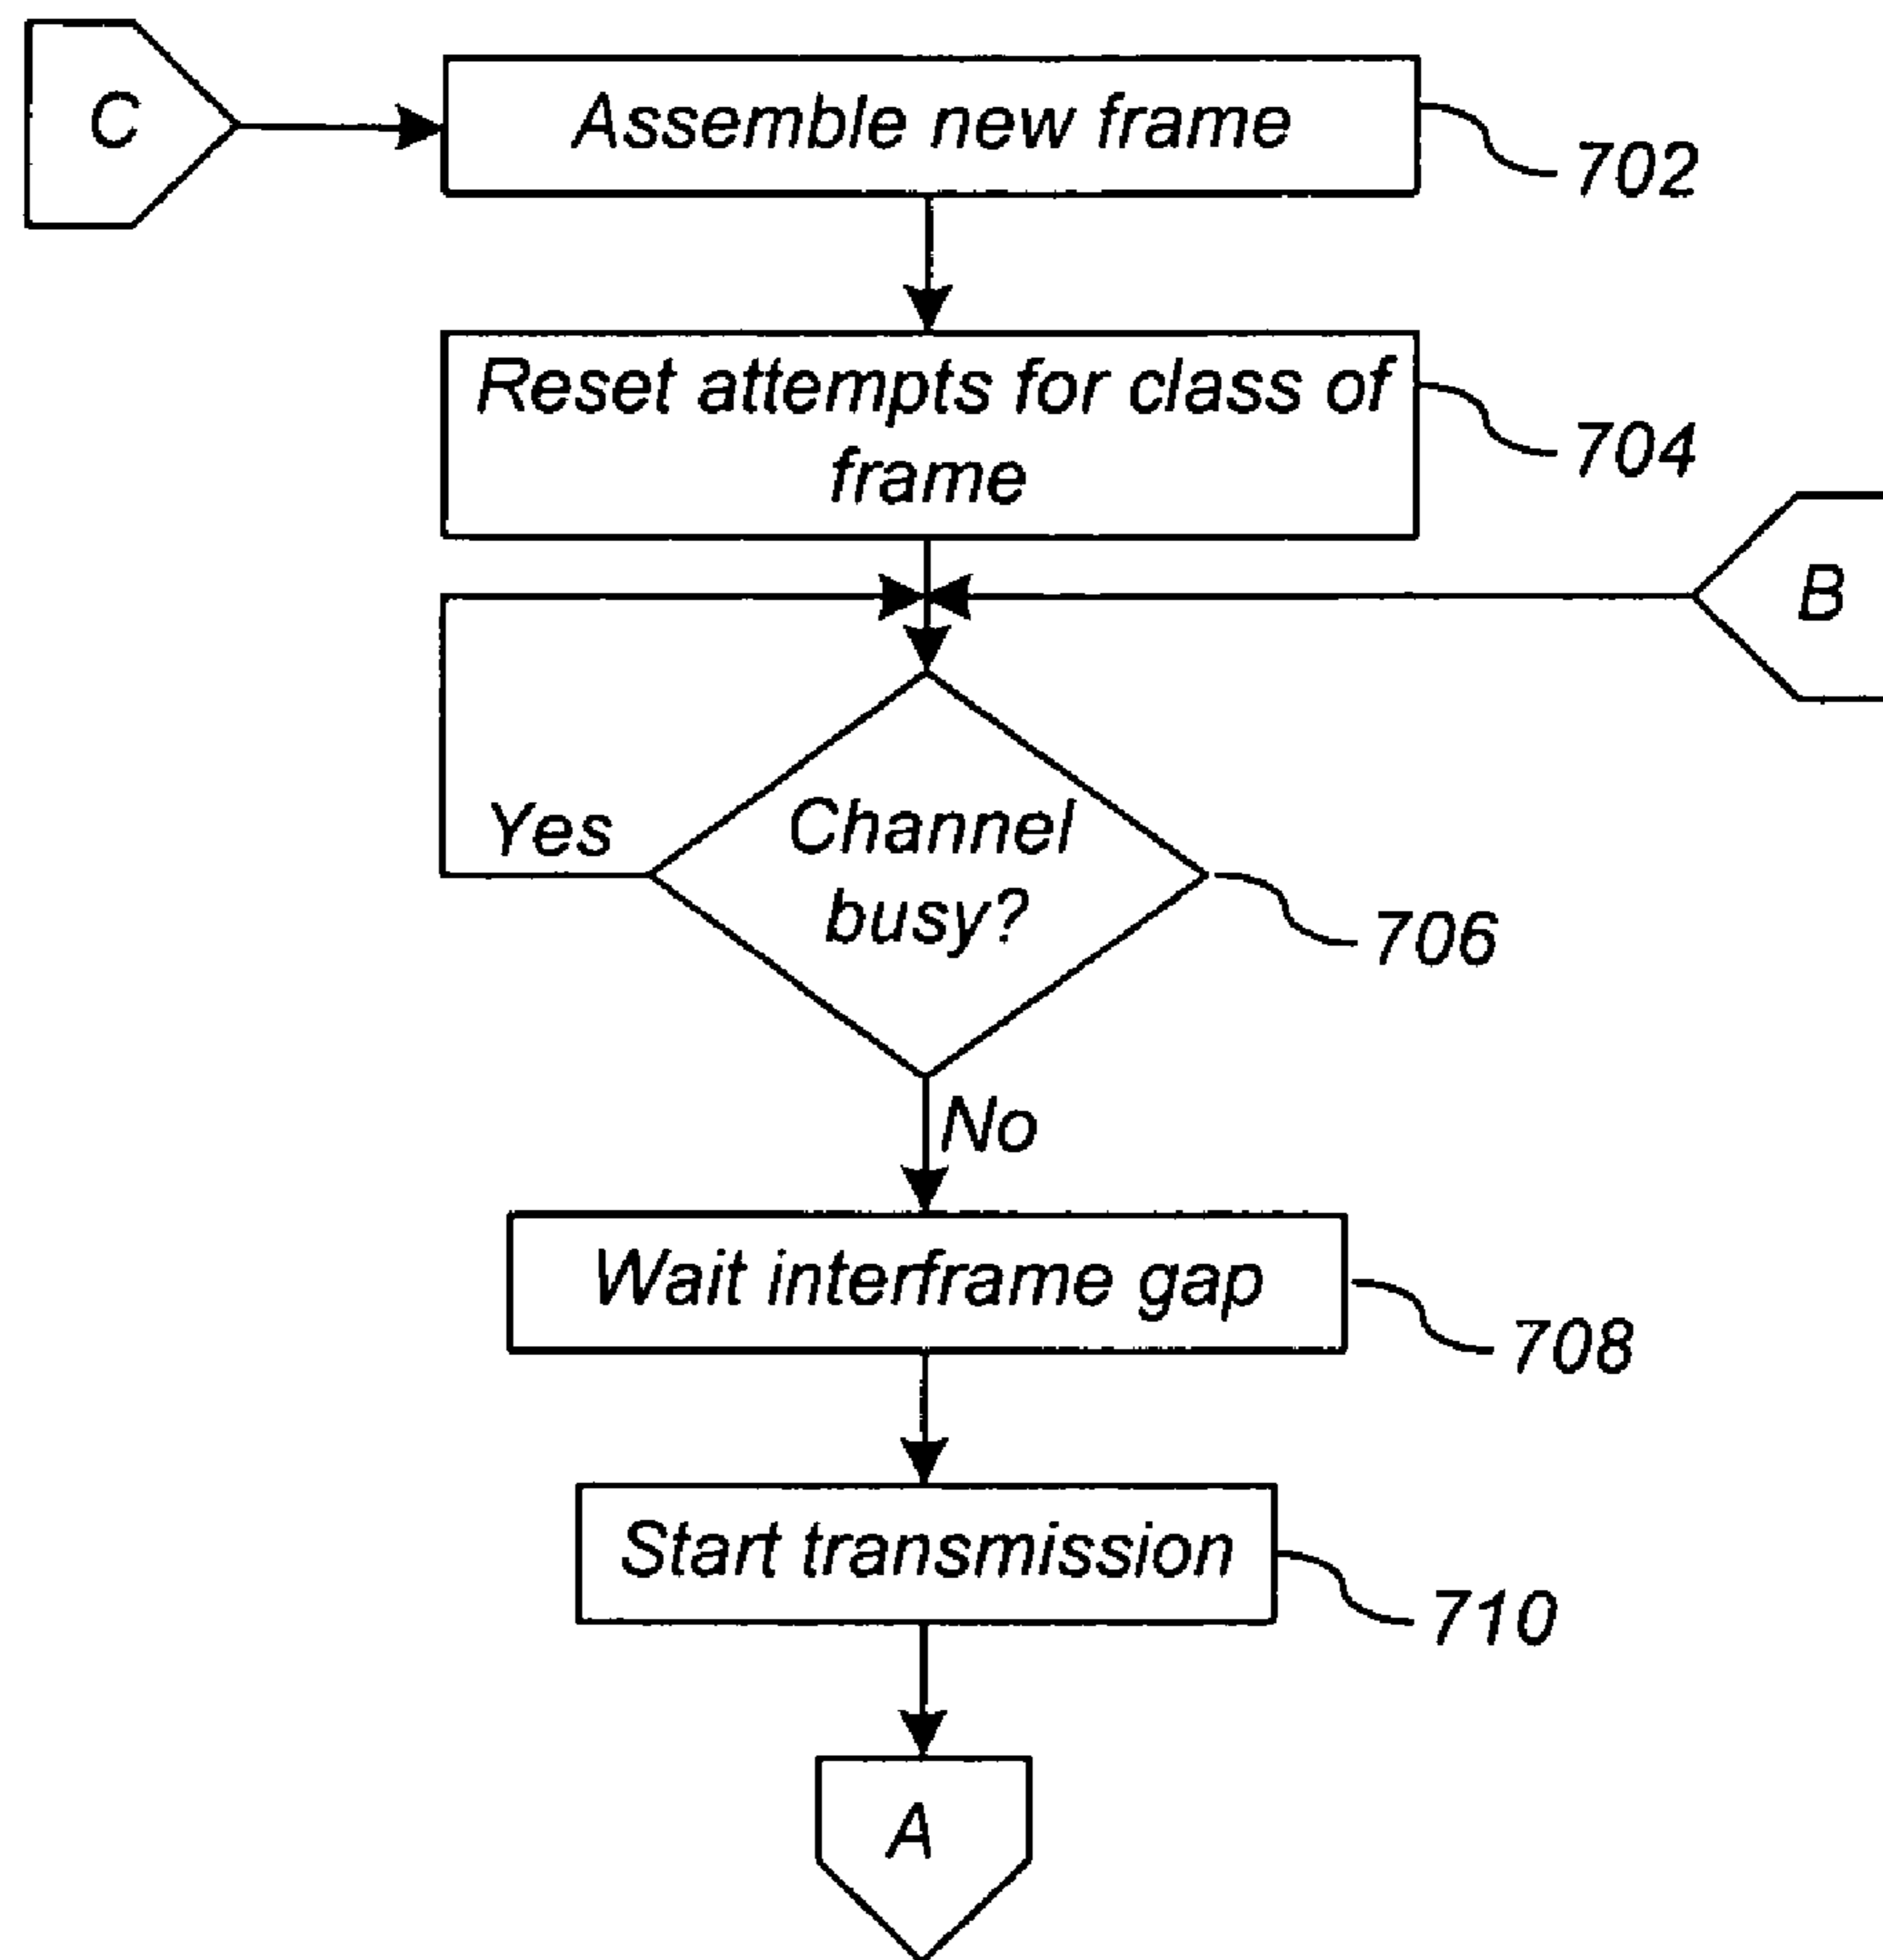 C
Assemble new frame
702
Reset attempts for class of
frame
704
B
Yes
Channel
busy?
706
No
Wait interframe gap
708
Start transmission
710
A